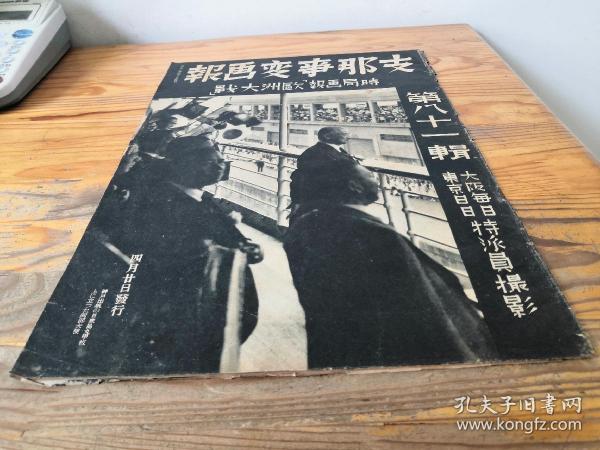 支那事変画報
時局画報「欧洲大戦」
第八十一輯
大阪毎日
東京日日
特派員撮影
四月廿日發行
孔夫子旧书网
www.kongfz.com